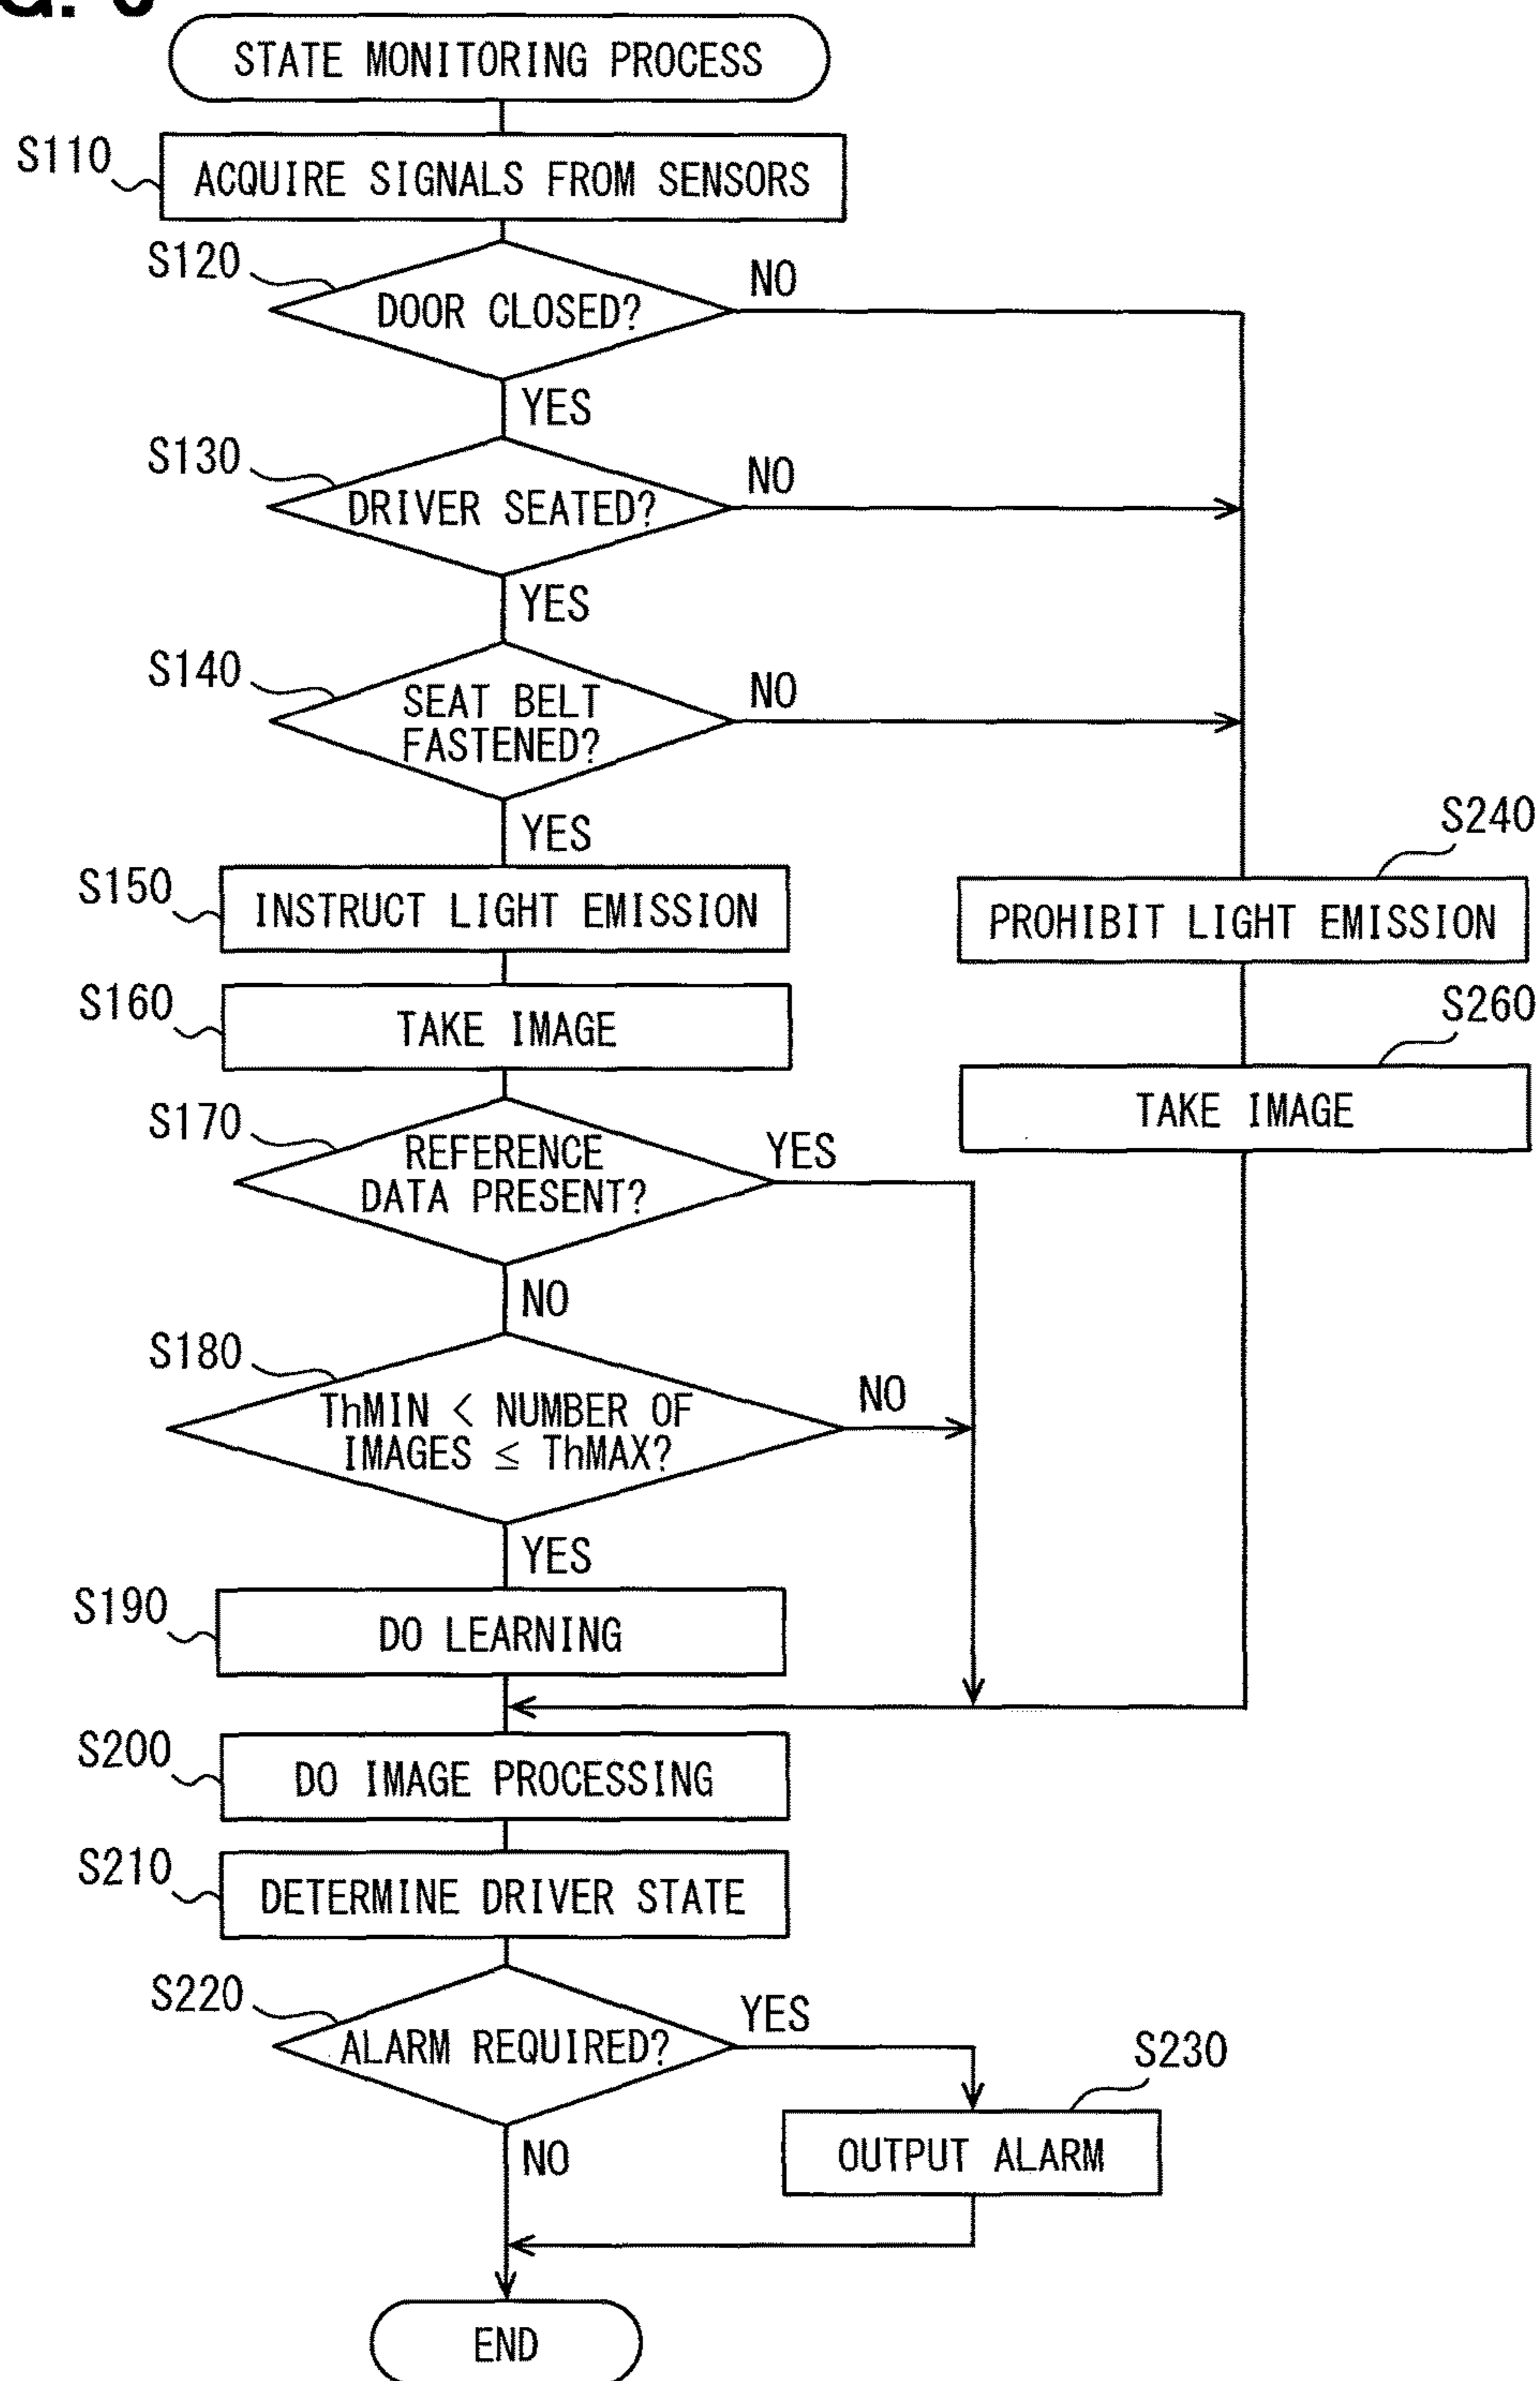 STATE MONITORING PROCESS
S110
ACQUIRE SIGNALS FROM SENSORS
S120
DOOR CLOSED?
NO
YES
S130
DRIVER SEATED?
NO
YES
S140
SEAT BELT
FASTENED?
NO
YES
S150
INSTRUCT LIGHT EMISSION
S240
PROHIBIT LIGHT EMISSION
S160
TAKE IMAGE
S260
TAKE IMAGE
S170
REFERENCE
DATA PRESENT?
YES
NO
S180
ThMIN < NUMBER OF
IMAGES ≤ ThMAX?
NO
YES
S190
DO LEARNING
S200
DO IMAGE PROCESSING
S210
DETERMINE DRIVER STATE
S220
ALARM REQUIRED?
YES
S230
OUTPUT ALARM
NO
END